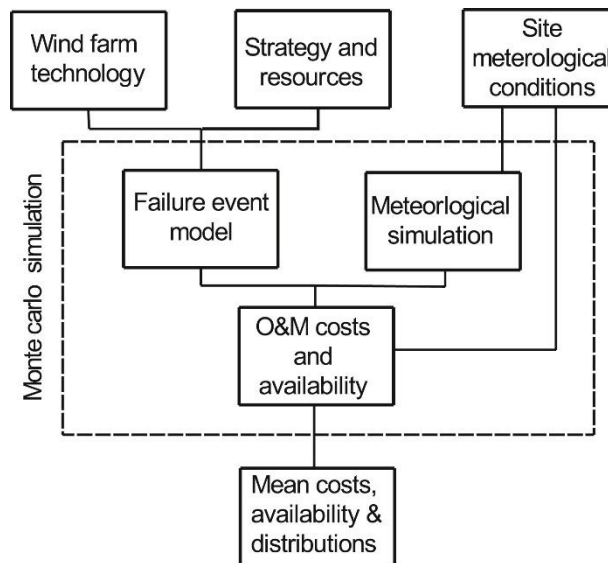 Wind farm
technology
Strategy and
resources
Site
meterological
conditions
Failure event
model
Meteorlogical
simulation
Monte carlo simulation
O&M costs
and
availability
Mean costs,
availability &
distributions